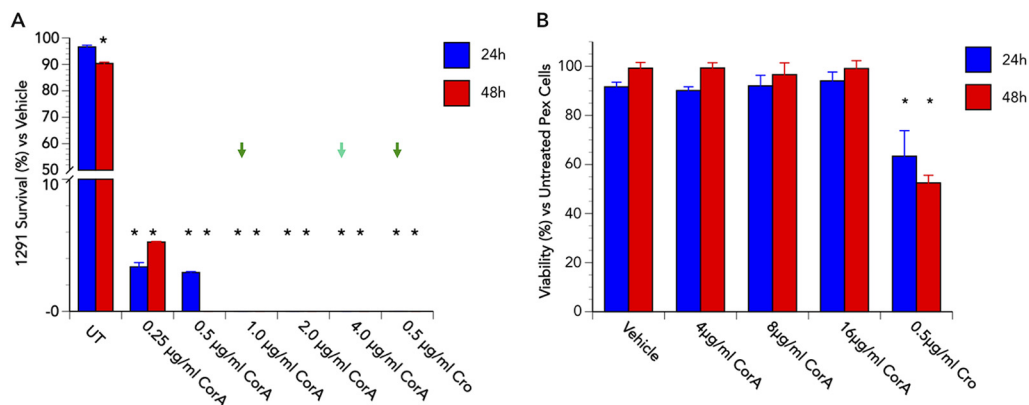 A
1291 Survival (%) vs Vehicle
100
90
80
70
60
50
10
-0
*
* * * * * * * * * * * *
24h
48h
UT
0.25 µg/ml CorA
0.5 µg/ml CorA
1.0 µg/ml CorA
2.0 µg/ml CorA
4.0 µg/ml CorA
0.5 µg/ml Cro
B
Viability (%) vs Untreated Pex Cells
100
80
60
40
20
0
* *
24h
48h
Vehicle
4µg/ml CorA
8µg/ml CorA
16µg/ml CorA
0.5µg/ml Cro